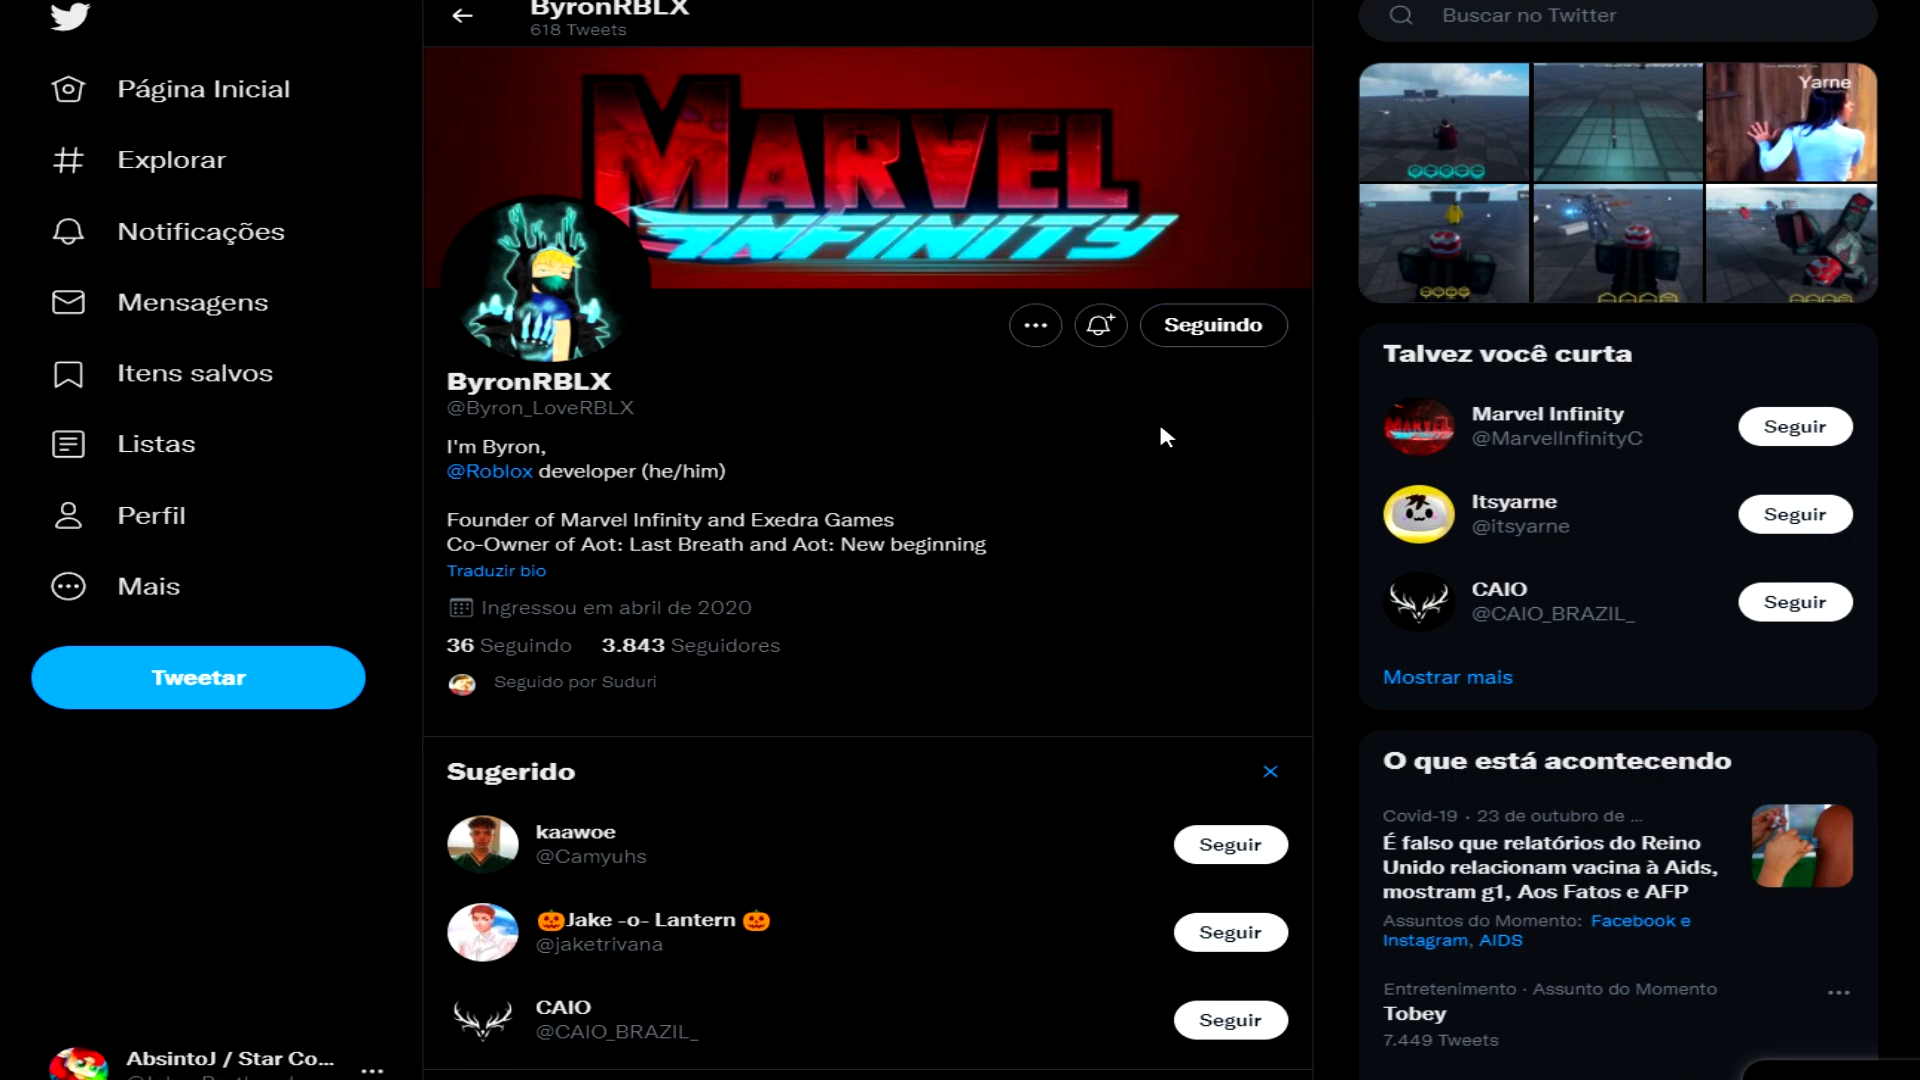 Página Inicial
Explorar
Notificações
Mensagens
Itens salvos
Listas
Perfil
Mais
Tweetar
AbsintoJ / Star Co...
ByronRBLX
618 Tweets
MARVEL
INFINITY
Seguindo
ByronRBLX
@Byron_LoveRBLX
I'm Byron,
@Roblox developer (he/him)
Founder of Marvel Infinity and Exedra Games
Co-Owner of Aot: Last Breath and Aot: New beginning
Traduzir bio
Ingressou em abril de 2020
36 Seguindo 3.843 Seguidores
Seguido por Suduri
Sugerido
kaawoe
@Camyuhs
Seguir
🎃Jake -o- Lantern 🎃
@jaketrivana
Seguir
CAIO
@CAIO_BRAZIL_
Seguir
Buscar no Twitter
Yarne
Talvez você curta
Marvel Infinity
@MarvelInfinityC
Seguir
Itsyarne
@itsyarne
Seguir
CAIO
@CAIO_BRAZIL_
Seguir
Mostrar mais
O que está acontecendo
Covid-19 · 23 de outubro de ...
É falso que relatórios do Reino
Unido relacionam vacina à Aids,
mostram g1, Aos Fatos e AFP
Assuntos do Momento: Facebook e
Instagram, AIDS
Entretenimento · Assunto do Momento
Tobey
7.449 Tweets